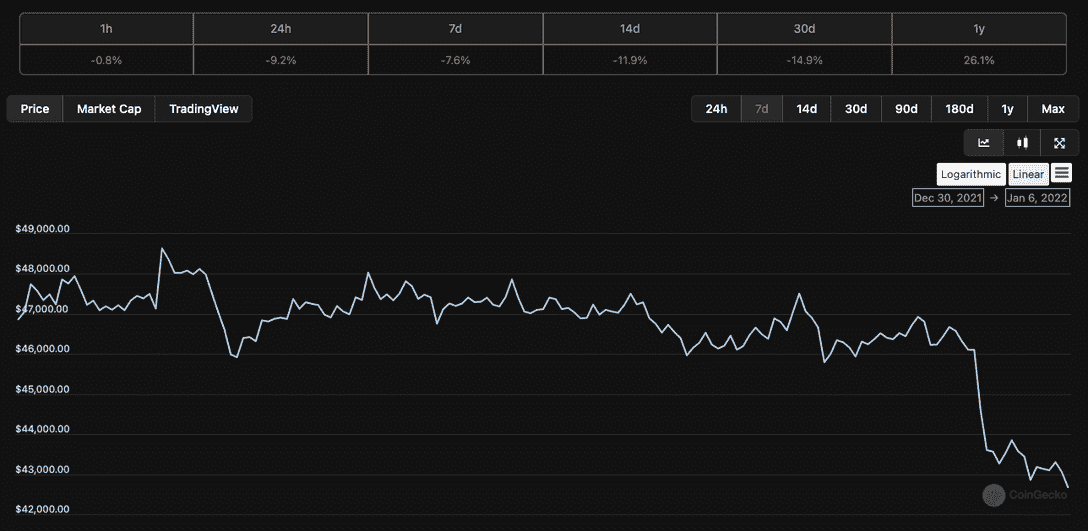 1h 24h 7d 14d 30d 1y
-0.8% -9.2% -7.6% -11.9% -14.9% 26.1%
Price Market Cap TradingView 24h 7d 14d 30d 90d 180d 1y Max
Logarithmic Linear
Dec 30, 2021 → Jan 6, 2022
$49,000.00
$48,000.00
$47,000.00
$46,000.00
$45,000.00
$44,000.00
$43,000.00
CoinGecko
$42,000.00